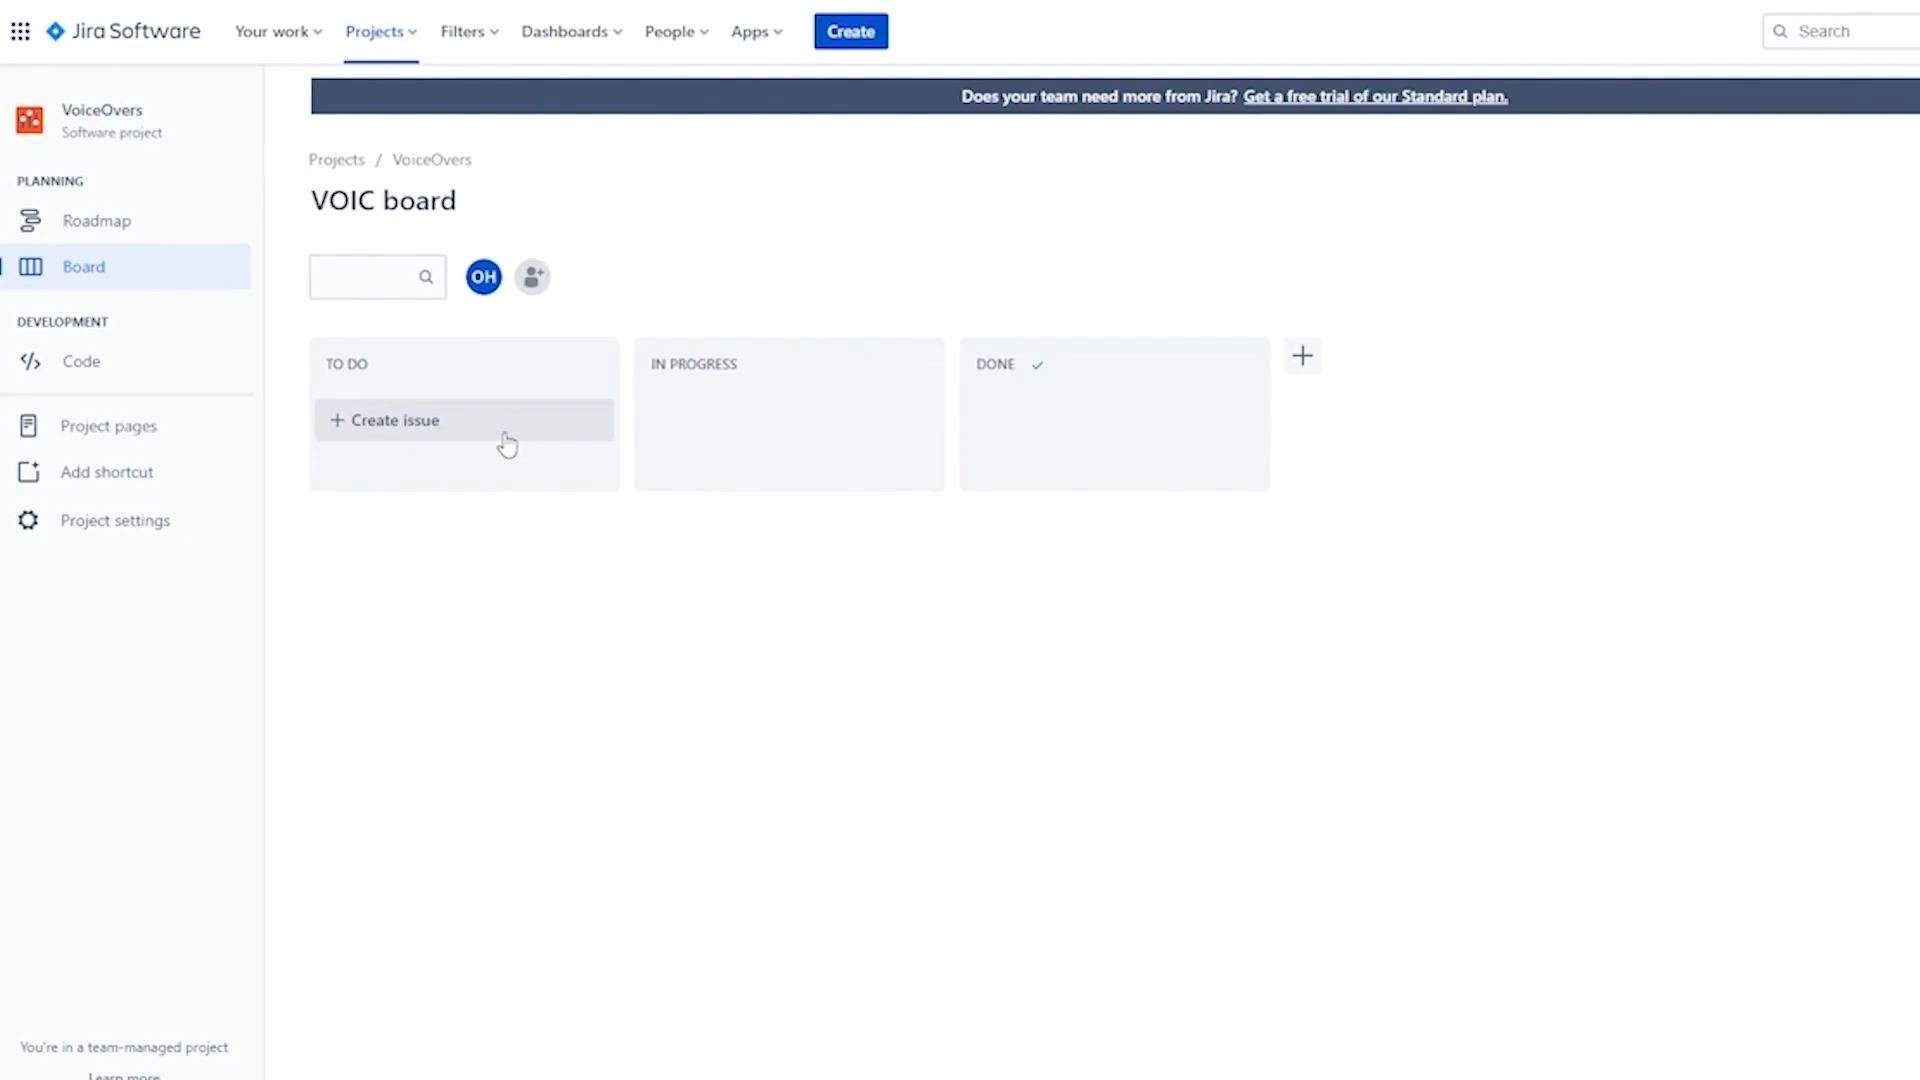 Jira Software
Your work
Projects
Filters
Dashboards
People
Apps
Create
Search
VoiceOvers
Software project
Does your team need more from Jira? Get a free trial of our Standard plan.
Projects / VoiceOvers
VOIC board
PLANNING
Roadmap
Board
DEVELOPMENT
Code
Project pages
Add shortcut
Project settings
OH
TO DO
IN PROGRESS
DONE
+ Create issue
You're in a team-managed project
Learn more